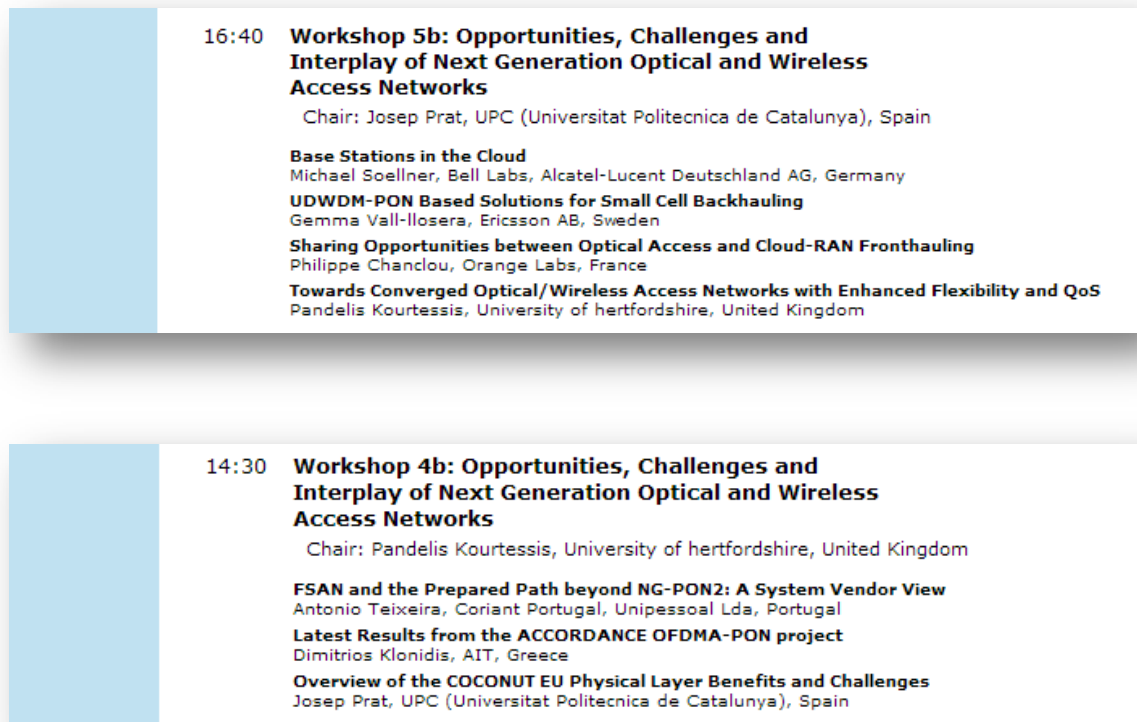 16:40 Workshop 5b: Opportunities, Challenges and
Interplay of Next Generation Optical and Wireless
Access Networks
Chair: Josep Prat, UPC (Universitat Politecnica de Catalunya), Spain
Base Stations in the Cloud
Michael Soellner, Bell Labs, Alcatel-Lucent Deutschland AG, Germany
UDWDM-PON Based Solutions for Small Cell Backhauling
Gemma Vall-llosera, Ericsson AB, Sweden
Sharing Opportunities between Optical Access and Cloud-RAN Fronthauling
Philippe Chanclou, Orange Labs, France
Towards Converged Optical/Wireless Access Networks with Enhanced Flexibility and QoS
Pandelis Kourtessis, University of hertfordshire, United Kingdom
14:30 Workshop 4b: Opportunities, Challenges and
Interplay of Next Generation Optical and Wireless
Access Networks
Chair: Pandelis Kourtessis, University of hertfordshire, United Kingdom
FSAN and the Prepared Path beyond NG-PON2: A System Vendor View
Antonio Teixeira, Coriant Portugal, Unipessoal Lda, Portugal
Latest Results from the ACCORDANCE OFDMA-PON project
Dimitrios Klonidis, AIT, Greece
Overview of the COCONUT EU Physical Layer Benefits and Challenges
Josep Prat, UPC (Universitat Politecnica de Catalunya), Spain